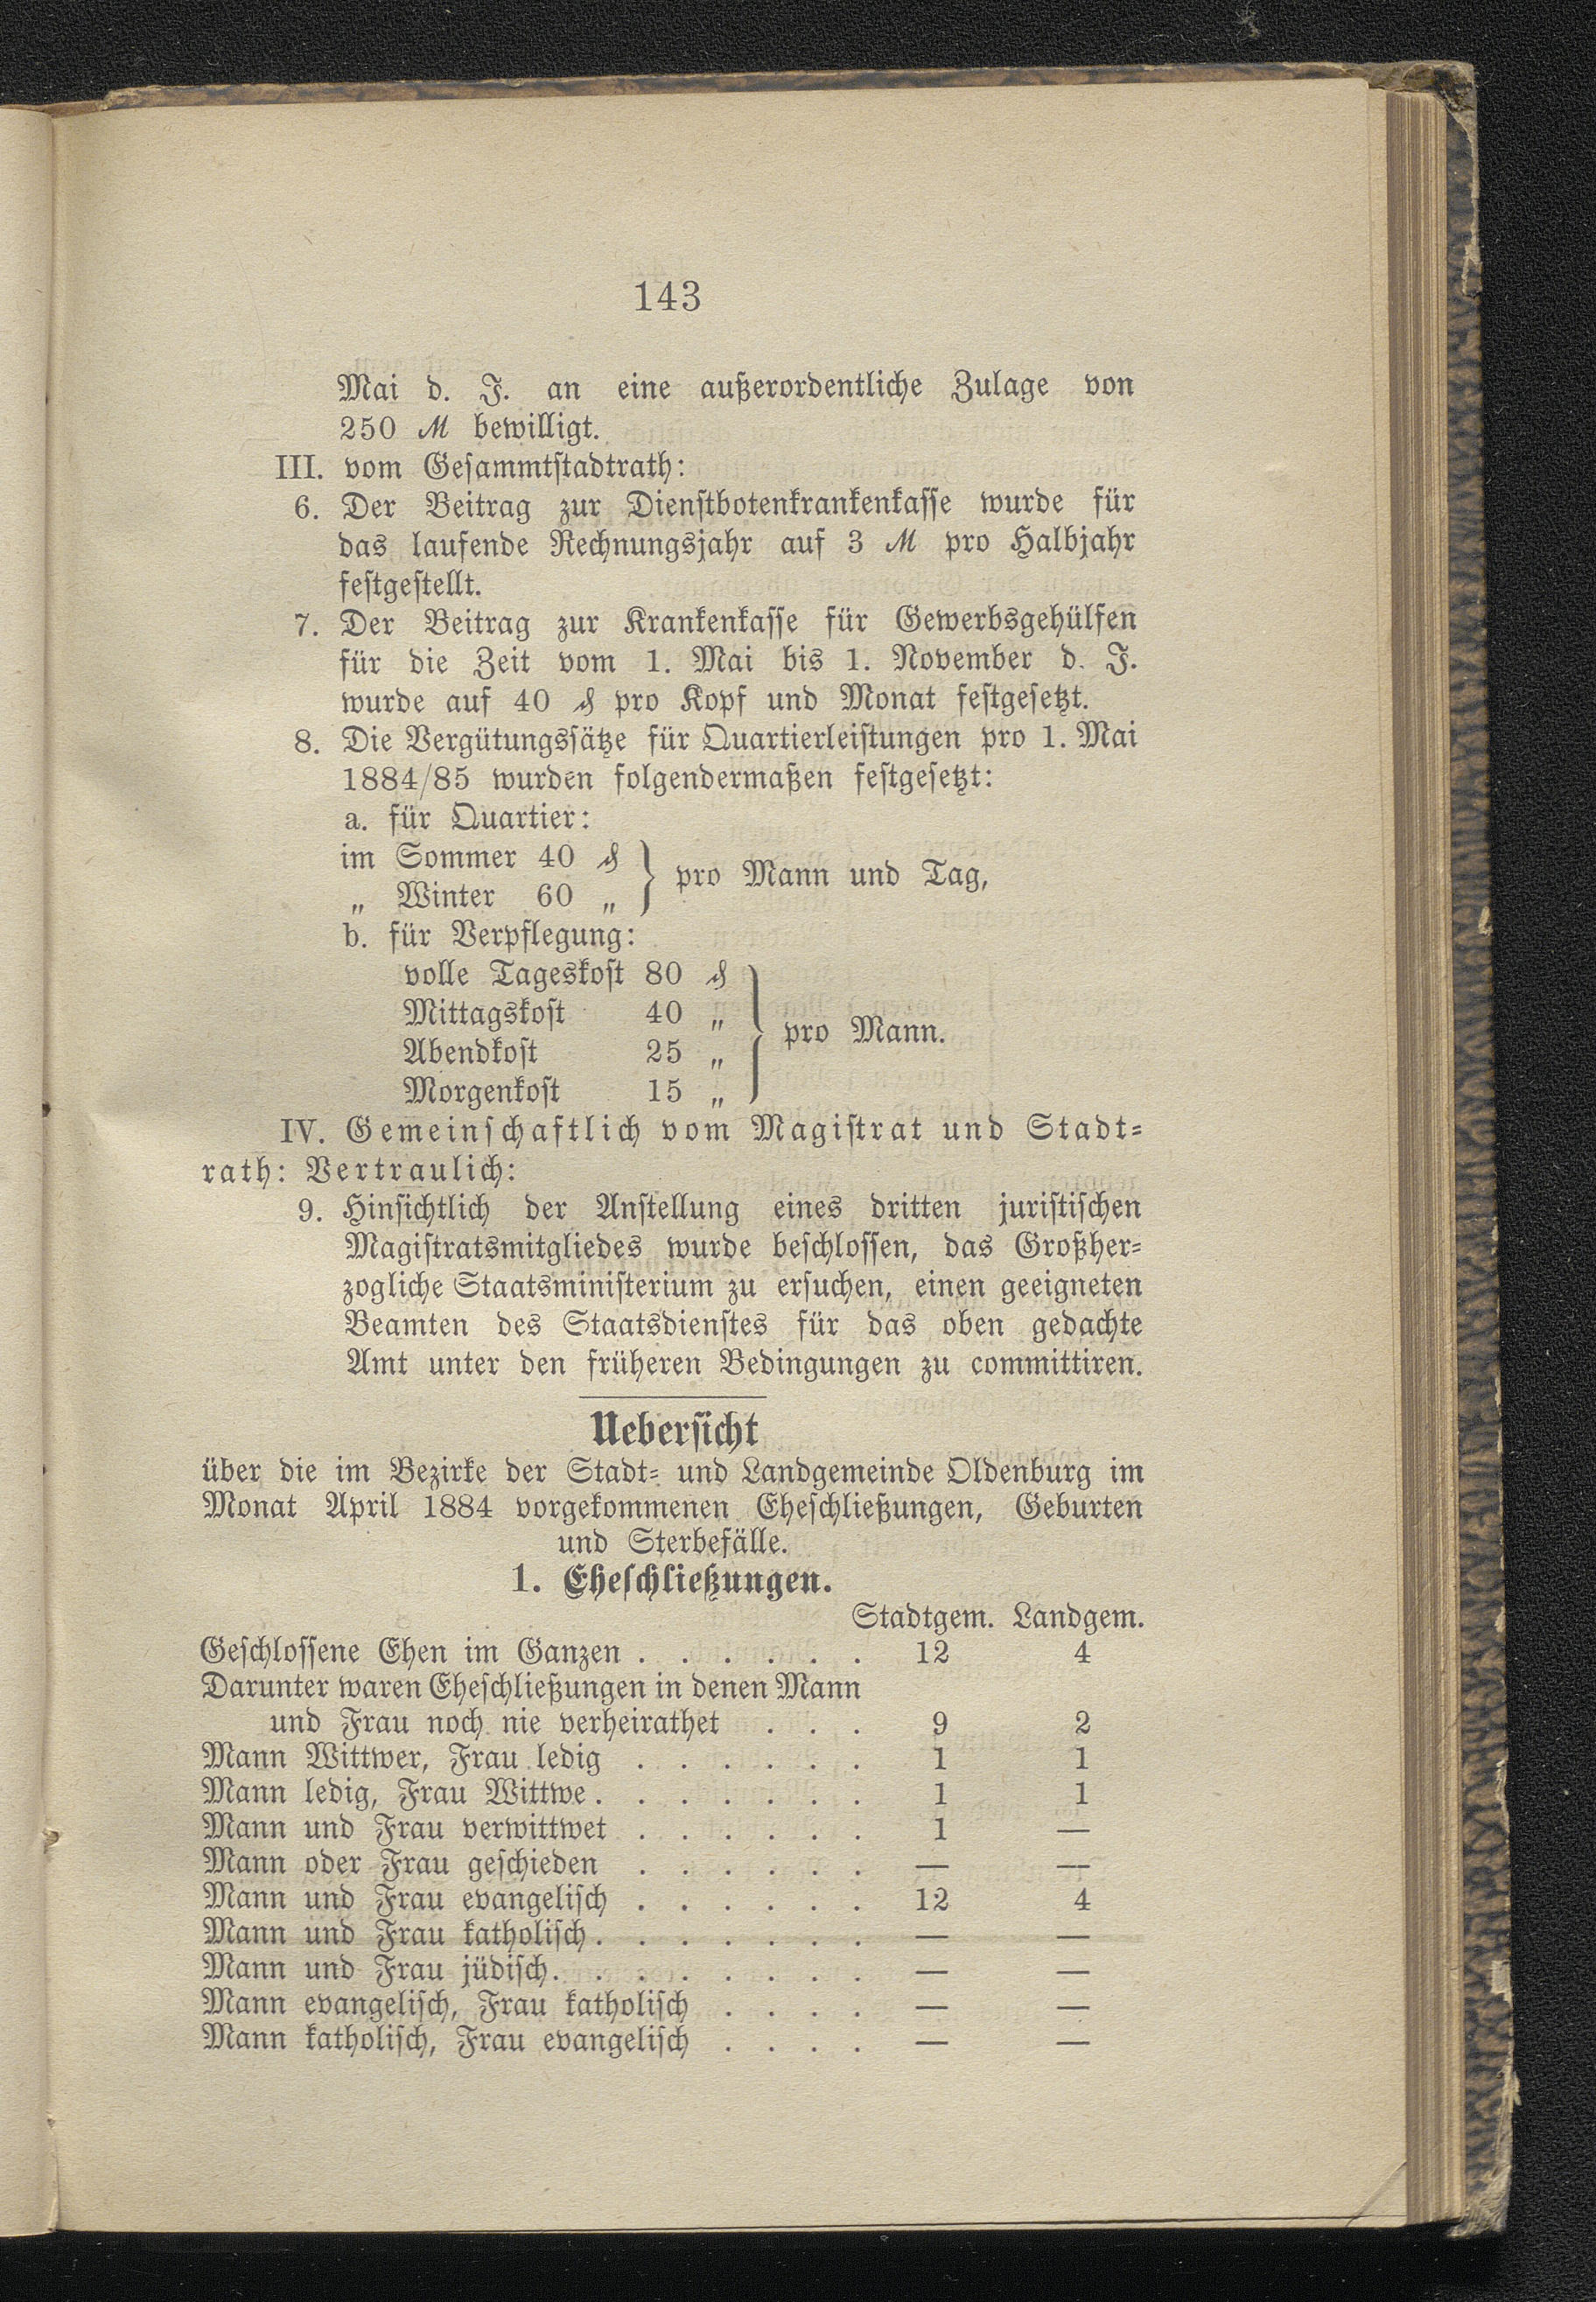 143
Mai d. J. an eine außerordentliche Zulage von
250 ℳ bewilligt.
III. vom Gesammtstadtrath:
6. Der Beitrag zur Dienstbotenkrankenkasse wurde für
das laufende Rechnungsjahr auf 3 ℳ pro Halbjahr
festgestellt.
7. Der Beitrag zur Krankenkasse für Gewerbsgehülfen
für die Zeit vom 1. Mai bis 1. November d. J.
wurde auf 40 ₰ pro Kopf und Monat festgesetzt.
8. Die Vergütungssätze für Quartierleistungen pro 1. Mai
1884/85 wurden folgendermaßen festgesetzt:
a. für Quartier:
im Sommer 40 ₰
„ Winter 60 „ } pro Mann und Tag,
b. für Verpflegung:
volle Tageskost 80 ₰
Mittagskost 40 „
Abendkost 25 „ } pro Mann.
Morgenkost 15 „
IV. Gemeinschaftlich vom Magistrat und Stadt-
rath: Vertraulich:
9. Hinsichtlich der Anstellung eines dritten juristischen
Magistratsmitgliedes wurde beschlossen, das Großher-
zogliche Staatsministerium zu ersuchen, einen geeigneten
Beamten des Staatsdienstes für das oben gedachte
Amt unter den früheren Bedingungen zu committiren.
Uebersicht
über die im Bezirke der Stadt- und Landgemeinde Oldenburg im
Monat April 1884 vorgekommenen Eheschließungen, Geburten
und Sterbefälle.
1. Eheschließungen.
Stadtgem. Landgem.
Geschlossene Ehen im Ganzen . . . . . . 12 4
Darunter waren Eheschließungen in denen Mann
und Frau noch nie verheirathet . . . 9 2
Mann Wittwer, Frau ledig . . . . . . 1 1
Mann ledig, Frau Wittwe . . . . . . . 1 1
Mann und Frau verwittwet . . . . . . 1 —
Mann oder Frau geschieden . . . . . . — —
Mann und Frau evangelisch . . . . . . 12 4
Mann und Frau katholisch . . . . . . . — —
Mann und Frau jüdisch . . . . . . . . — —
Mann evangelisch, Frau katholisch . . . . — —
Mann katholisch, Frau evangelisch . . . . — —